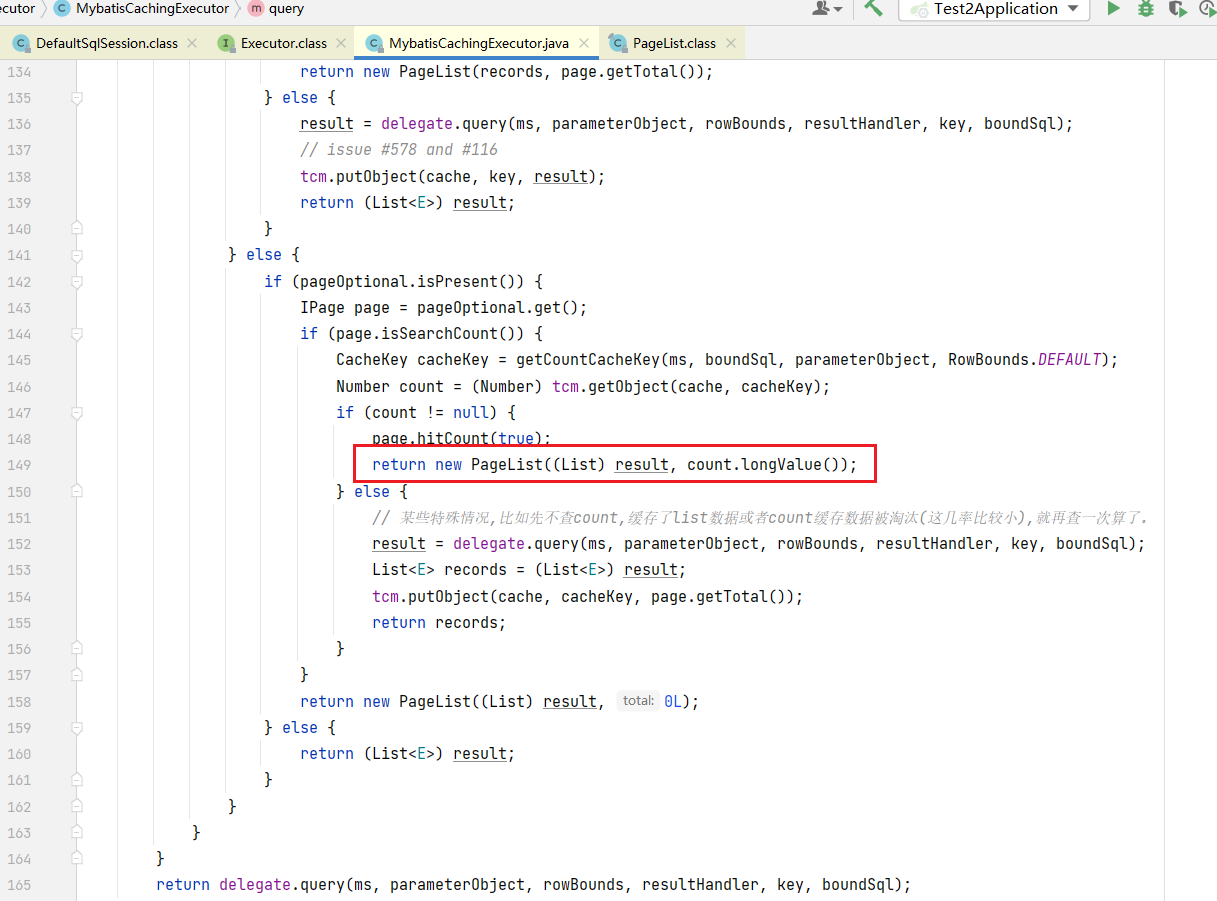 ecutor MybatisCachingExecutor query Test2Application
DefaultSqlSession.class Executor.class MybatisCachingExecutor.java PageList.class
134 return new PageList(records, page.getTotal());
135 } else {
136 result = delegate.query(ms, parameterObject, rowBounds, resultHandler, key, boundSql);
137 // issue #578 and #116
138 tcm.putObject(cache, key, result);
139 return (List<E>) result;
140 }
141 } else {
142 if (pageOptional.isPresent()) {
143 IPage page = pageOptional.get();
144 if (page.isSearchCount()) {
145 CacheKey cacheKey = getCountCacheKey(ms, boundSql, parameterObject, RowBounds.DEFAULT);
146 Number count = (Number) tcm.getObject(cache, cacheKey);
147 if (count != null) {
148 page.hitCount(true);
149 return new PageList((List) result, count.longValue());
150 } else {
151 // 某些特殊情况,比如先不查count,缓存了list数据或者count缓存数据被淘汰(这几率比较小),就再查一次算了.
152 result = delegate.query(ms, parameterObject, rowBounds, resultHandler, key, boundSql);
153 List<E> records = (List<E>) result;
154 tcm.putObject(cache, cacheKey, page.getTotal());
155 return records;
156 }
157 }
158 return new PageList((List) result, total: 0L);
159 } else {
160 return (List<E>) result;
161 }
162 }
163 }
164 }
165 return delegate.query(ms, parameterObject, rowBounds, resultHandler, key, boundSql);